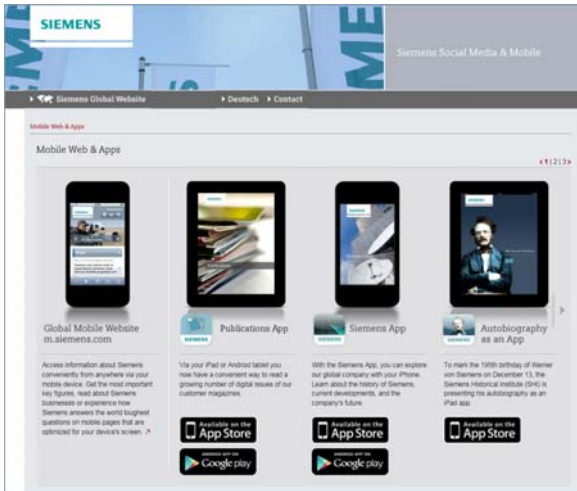 SIEMENS
Siemens Social Media & Mobile
Siemens Global Website
Deutsch
Contact
Mobile Web & Apps
Mobile Web & Apps
<1|2|3>
SIEMENS
Global Mobile Website
m.siemens.com
Access information about Siemens
conveniently from anywhere via your
mobile device. Get the most important
key figures, read about Siemens
businesses or experience how
Siemens answers the world toughest
questions on mobile pages that are
optimized for your device's screen.
SIEMENS
Publications App
Via your iPad or Android tablet you
now have a convenient way to read a
growing number of digital issues of our
customer magazines.
Available on the
App Store
ANDROID APP ON
Google play
SIEMENS
Siemens App
With the Siemens App, you can explore
our global company with your iPhone.
Learn about the history of Siemens,
current developments, and the
company's future.
Available on the
App Store
ANDROID APP ON
Google play
SIEMENS
Autobiography
as an App
To mark the 195th birthday of Werner
von Siemens on December 13, the
Siemens Historical Institute (SHI) is
presenting his autobiography as an
iPad app.
Available on the
App Store